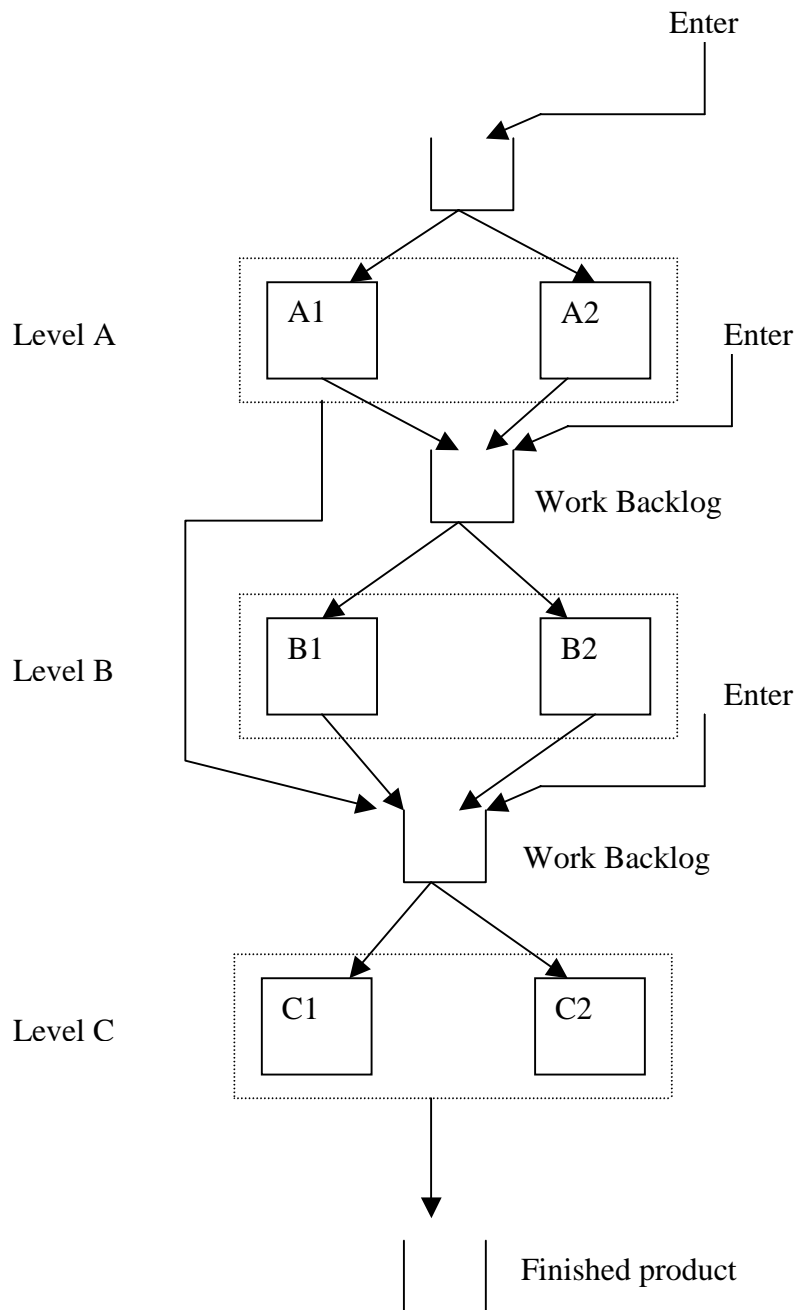 Enter
A1
A2
Level A
Enter
Work Backlog
B1
B2
Level B
Enter
Work Backlog
C1
C2
Level C
Finished product